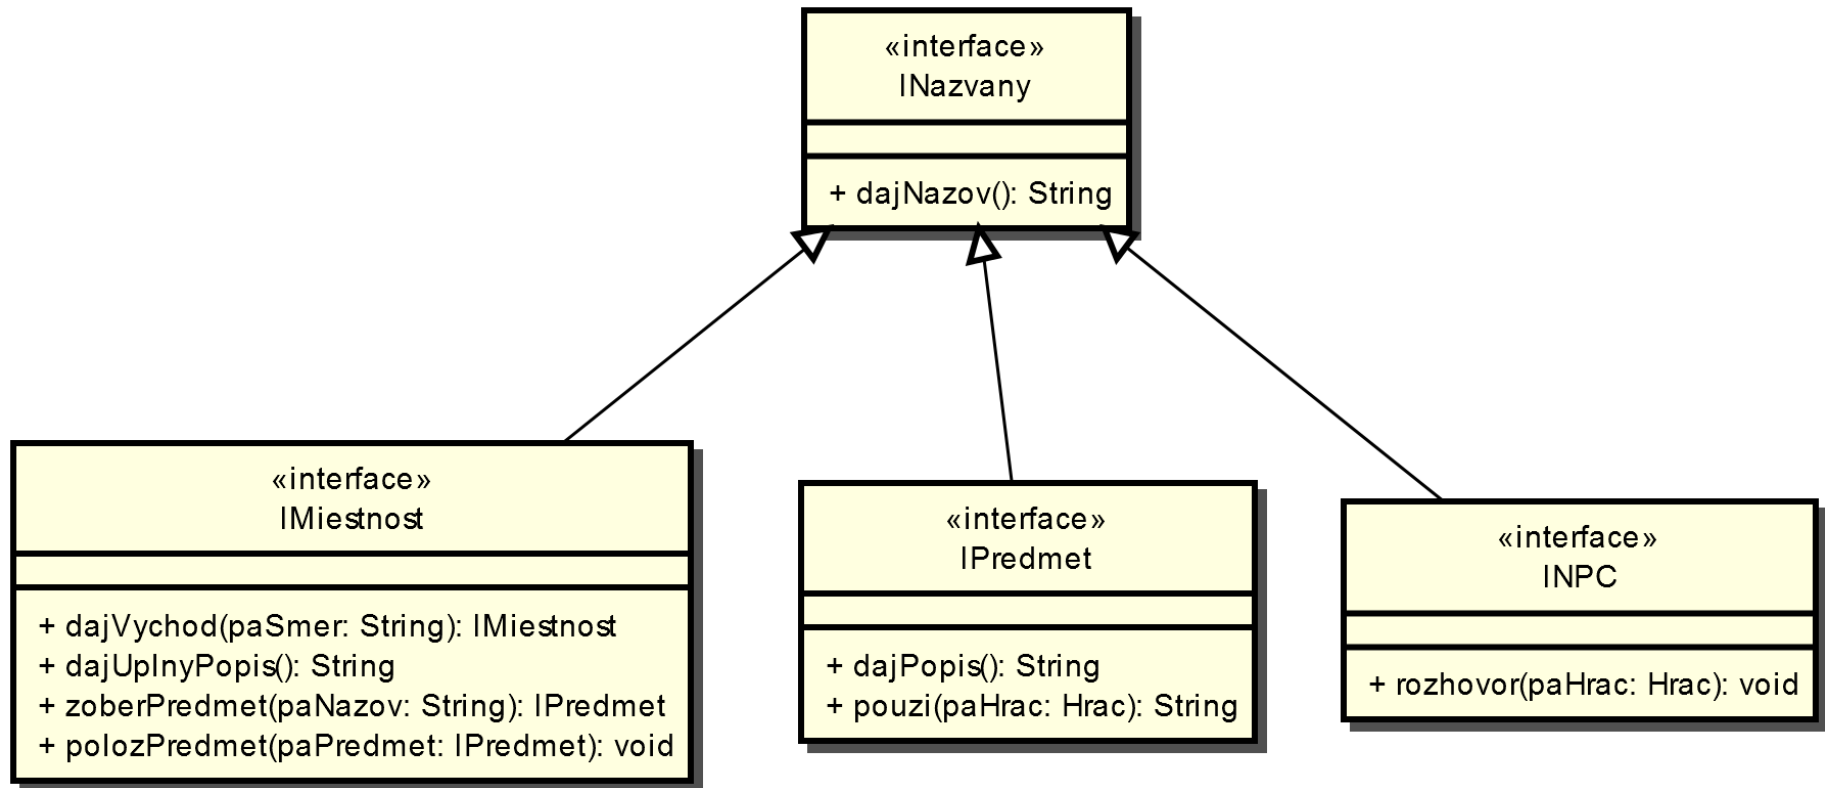 «interface»
INazvany
+ dajNazov(): String
«interface»
IMiestnost
+ dajVychod(paSmer: String): IMiestnost
+ dajUplnyPopis(): String
+ zoberPredmet(paNazov: String): IPredmet
+ polozPredmet(paPredmet: IPredmet): void
«interface»
IPredmet
+ dajPopis(): String
+ pouzi(paHrac: Hrac): String
«interface»
INPC
+ rozhovor(paHrac: Hrac): void